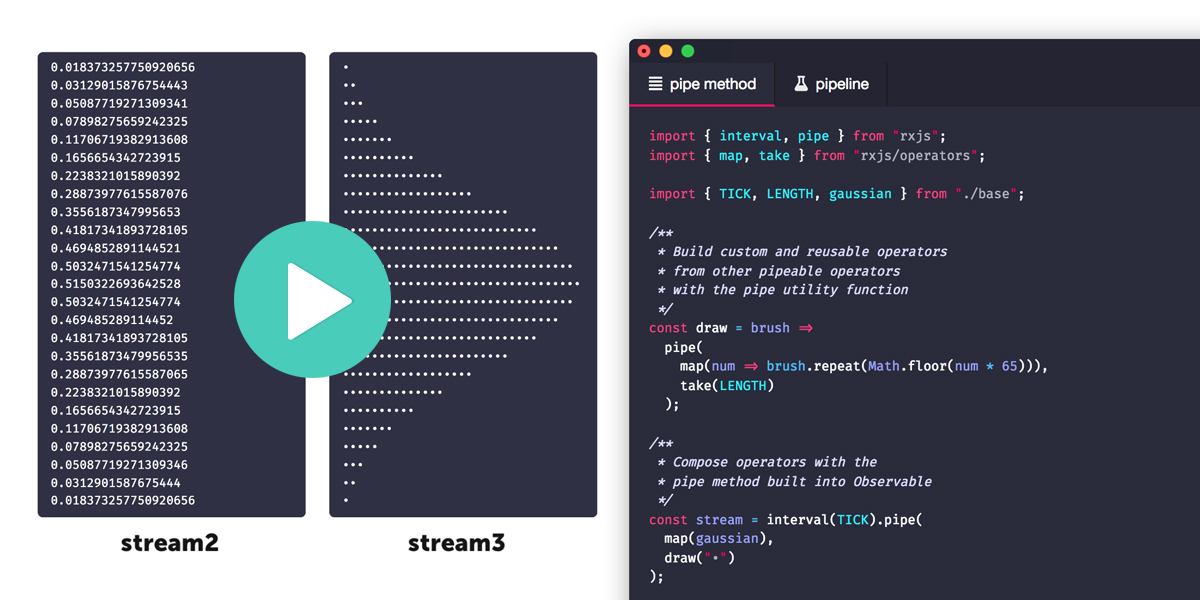 0.018373257750920656
0.03129015876754443
0.05087719271309341
0.07898275659242325
0.11706719382913608
0.1656654342723915
0.2238321015890392
0.28873977615587076
0.3556187347995653
0.41817341893728105
0.4694852891144521
0.5032471541254774
0.5150322693642528
0.5032471541254774
0.469485289114452
0.41817341893728105
0.35561873479956535
0.28873977615587065
0.2238321015890392
0.1656654342723915
0.11706719382913608
0.07898275659242325
0.05087719271309346
0.0312901587675444
0.018373257750920656
stream2
stream3
pipe method
pipeline
import { interval, pipe } from "rxjs";
import { map, take } from "rxjs/operators";
import { TICK, LENGTH, gaussian } from "./base";
/**
* Build custom and reusable operators
* from other pipeable operators
* with the pipe utility function
*/
const draw = brush ⇒
pipe(
map(num ⇒ brush.repeat(Math.floor(num * 65))),
take(LENGTH)
);
/**
* Compose operators with the
* pipe method built into Observable
*/
const stream = interval(TICK).pipe(
map(gaussian),
draw("•")
);